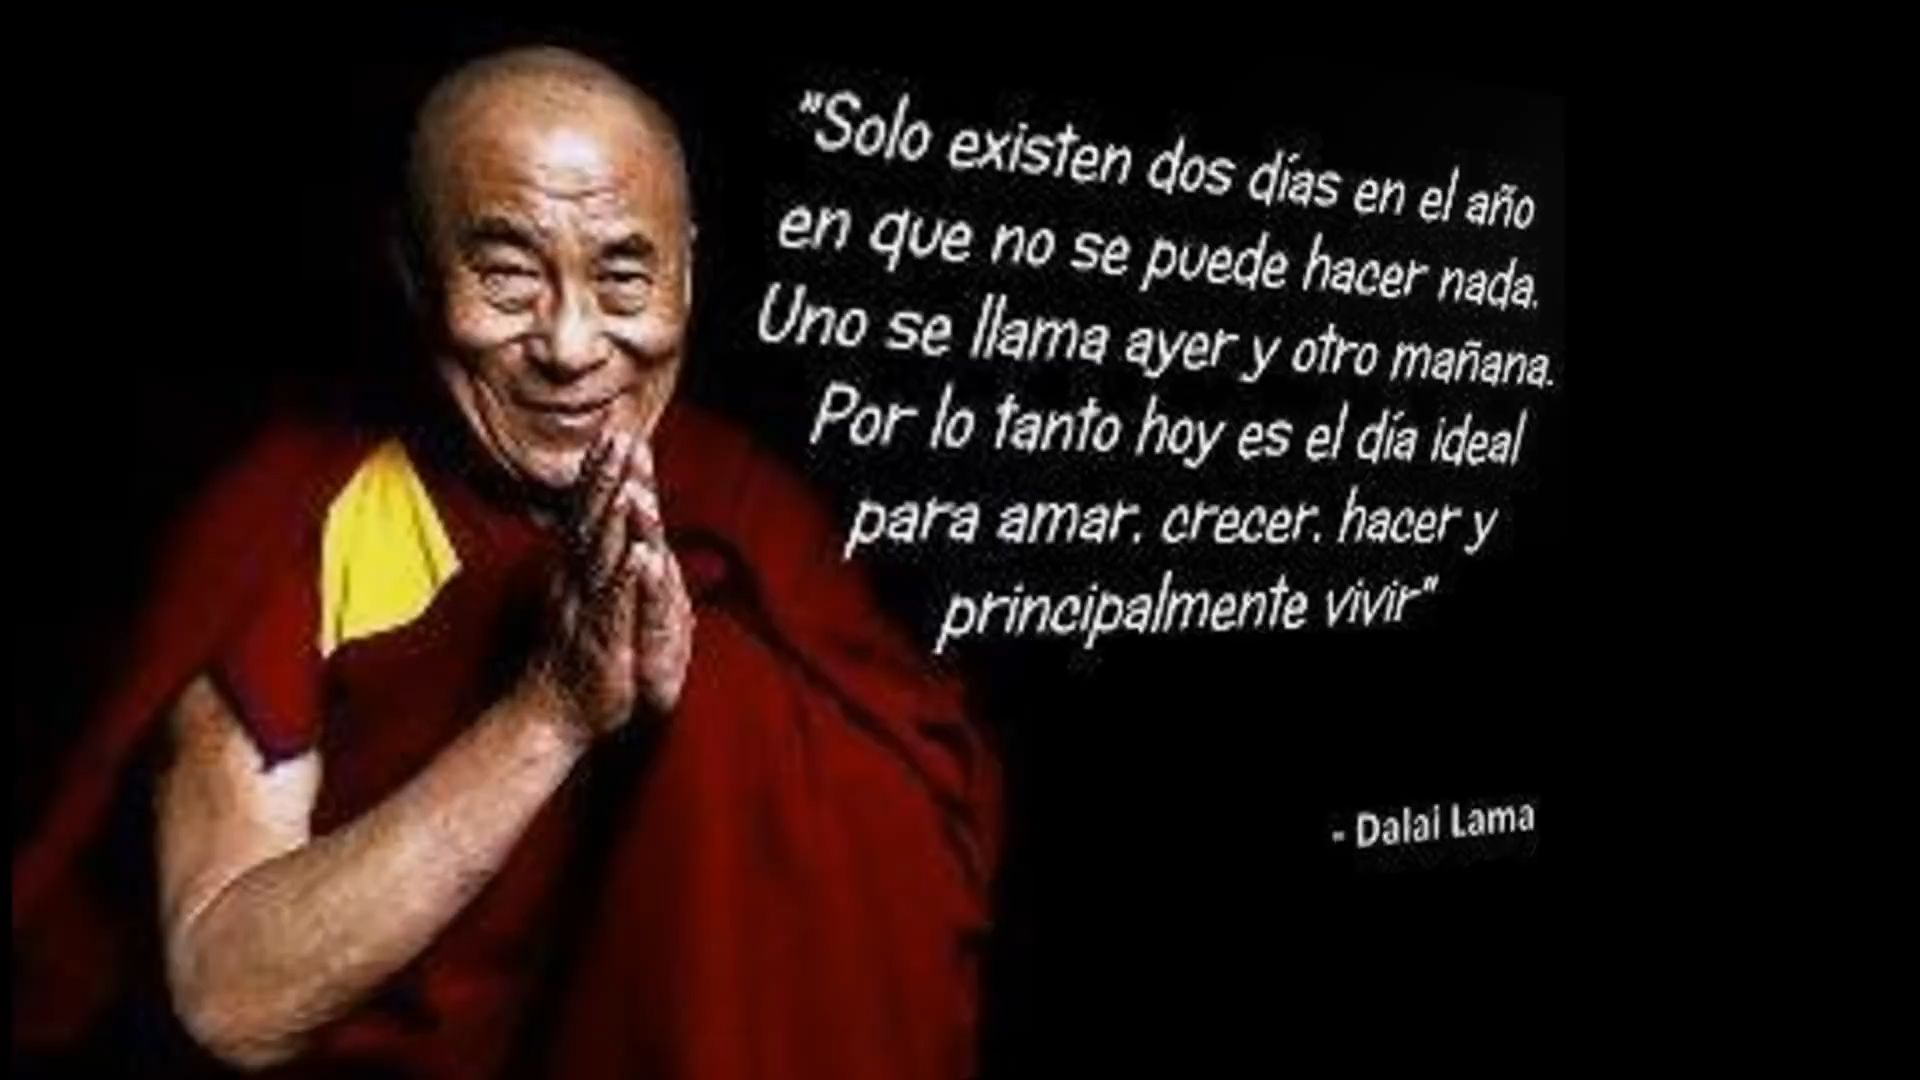 "Solo existen dos días en el año
en que no se puede hacer nada.
Uno se llama ayer y otro mañana.
Por lo tanto hoy es el día ideal
para amar, crecer, hacer y
principalmente vivir"
- Dalai Lama